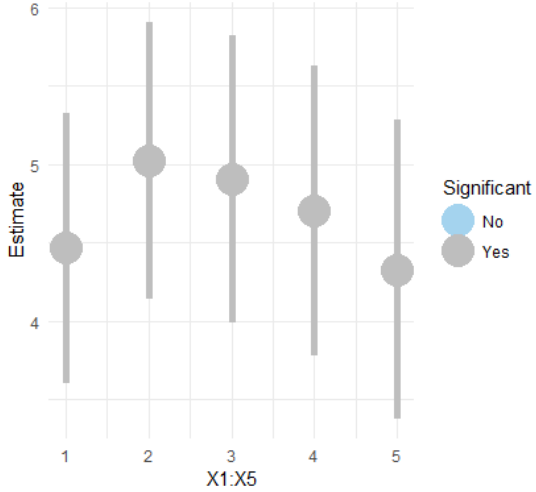 6
5
4
Estimate
1 2 3 4 5
X1:X5
Significant
No
Yes